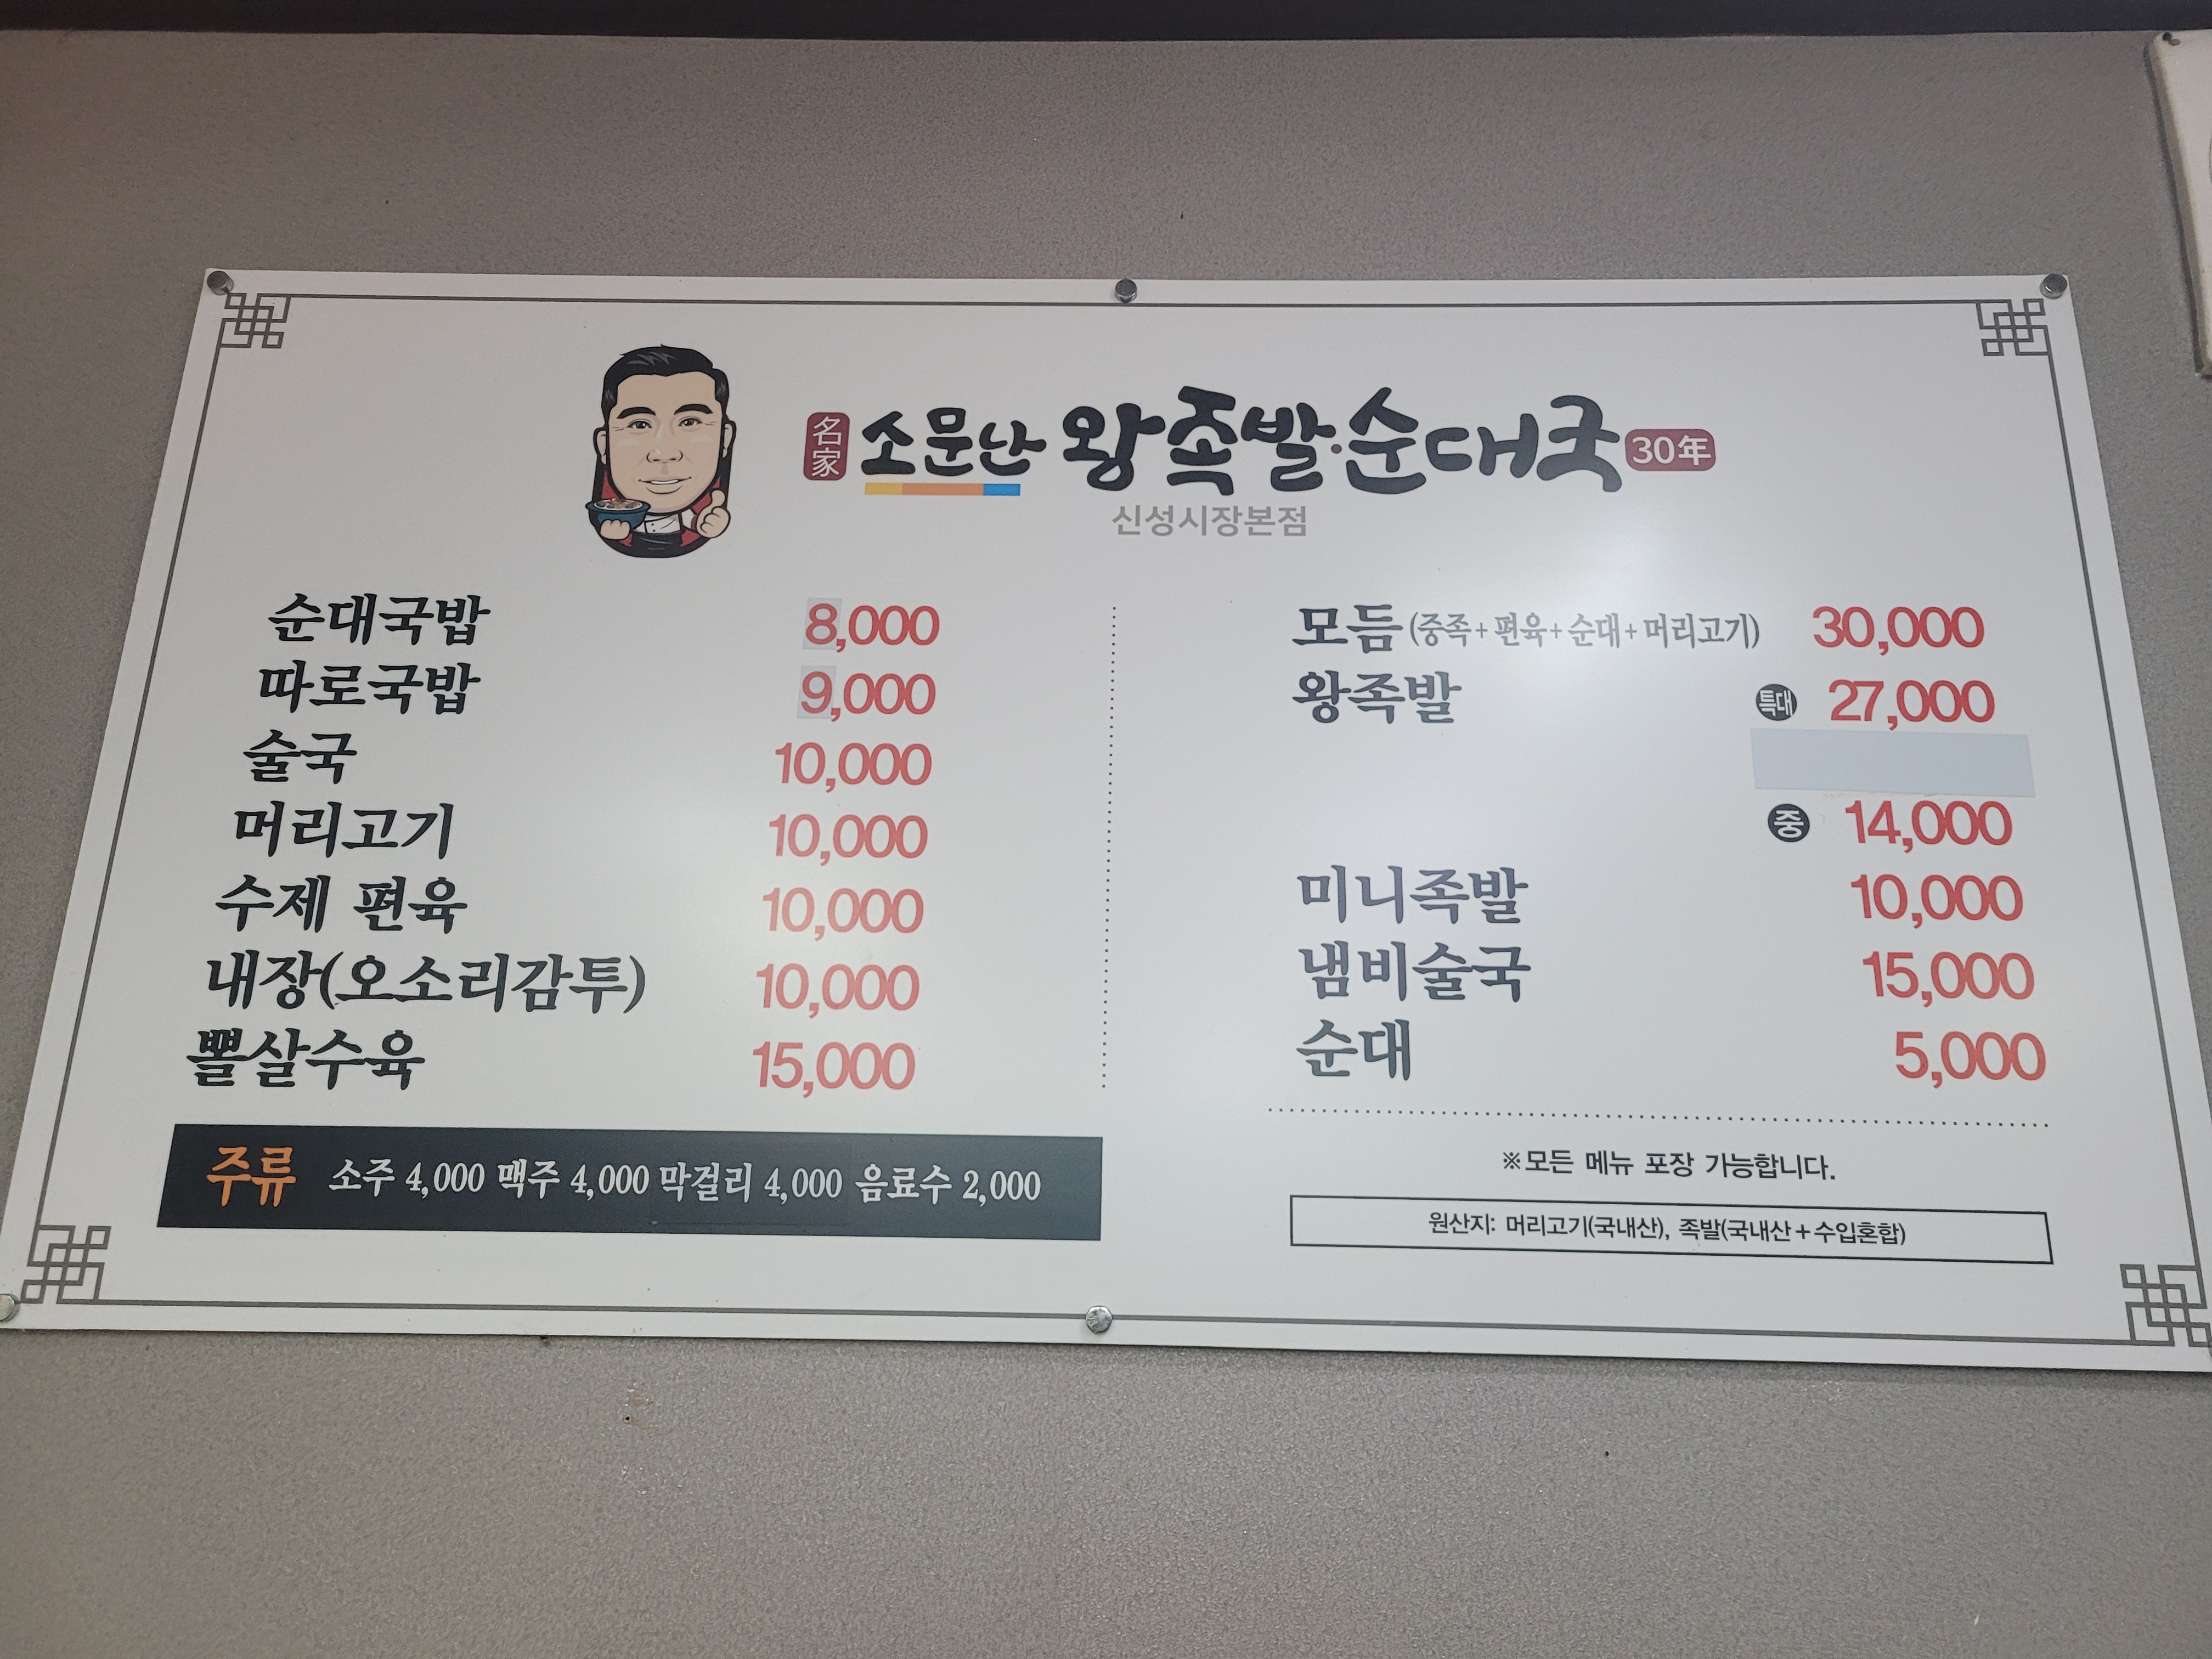 名家 소문난 왕족발·순대국 30年
신성시장본점
순대국밥 8,000
따로국밥 9,000
술국 10,000
머리고기 10,000
수제 편육 10,000
내장(오소리감투) 10,000
뽈살수육 15,000
주류 소주 4,000 맥주 4,000 막걸리 4,000 음료수 2,000
모듬 (중족+편육+순대+머리고기) 30,000
왕족발 특대 27,000
중 14,000
미니족발 10,000
냄비술국 15,000
순대 5,000
※모든 메뉴 포장 가능합니다.
원산지: 머리고기(국내산), 족발(국내산+수입혼합)